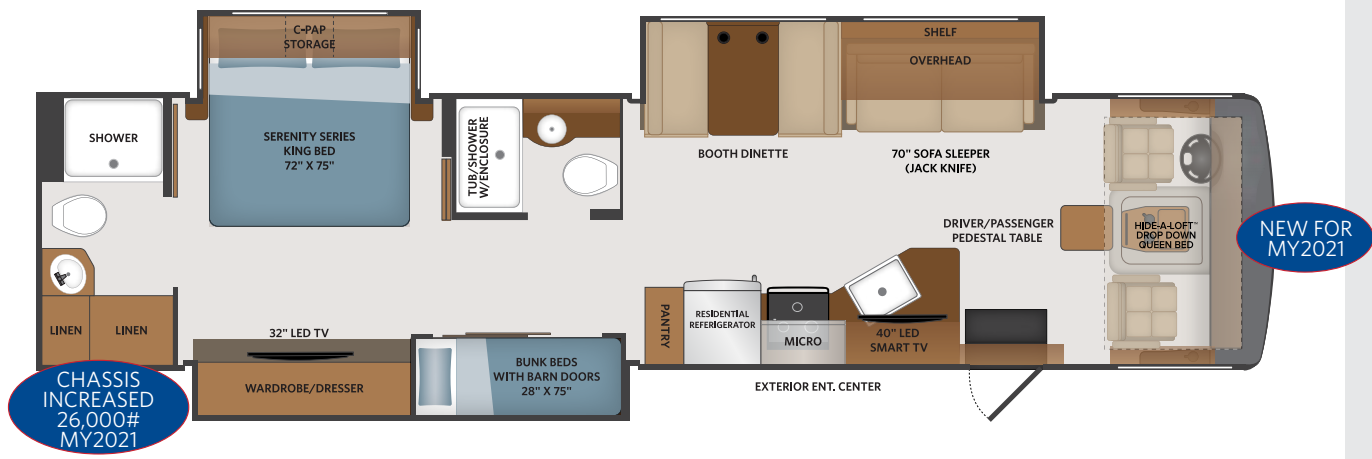 C-PAP
STORAGE
SHOWER
SERENITY SERIES
KING BED
72" X 75"
TUB/SHOWER
W/ENCLOSURE
BOOTH DINETTE
SHELF
OVERHEAD
70" SOFA SLEEPER
(JACK KNIFE)
DRIVER/PASSENGER
PEDESTAL TABLE
HIDE-A-LOFT™
DROP DOWN
QUEEN BED
NEW FOR
MY2021
LINEN
LINEN
32" LED TV
WARDROBE/DRESSER
BUNK BEDS
WITH BARN DOORS
28" X 75"
PANTRY
RESIDENTIAL
REFERIGERATOR
MICRO
40" LED
SMART TV
EXTERIOR ENT. CENTER
CHASSIS
INCREASED
26,000#
MY2021